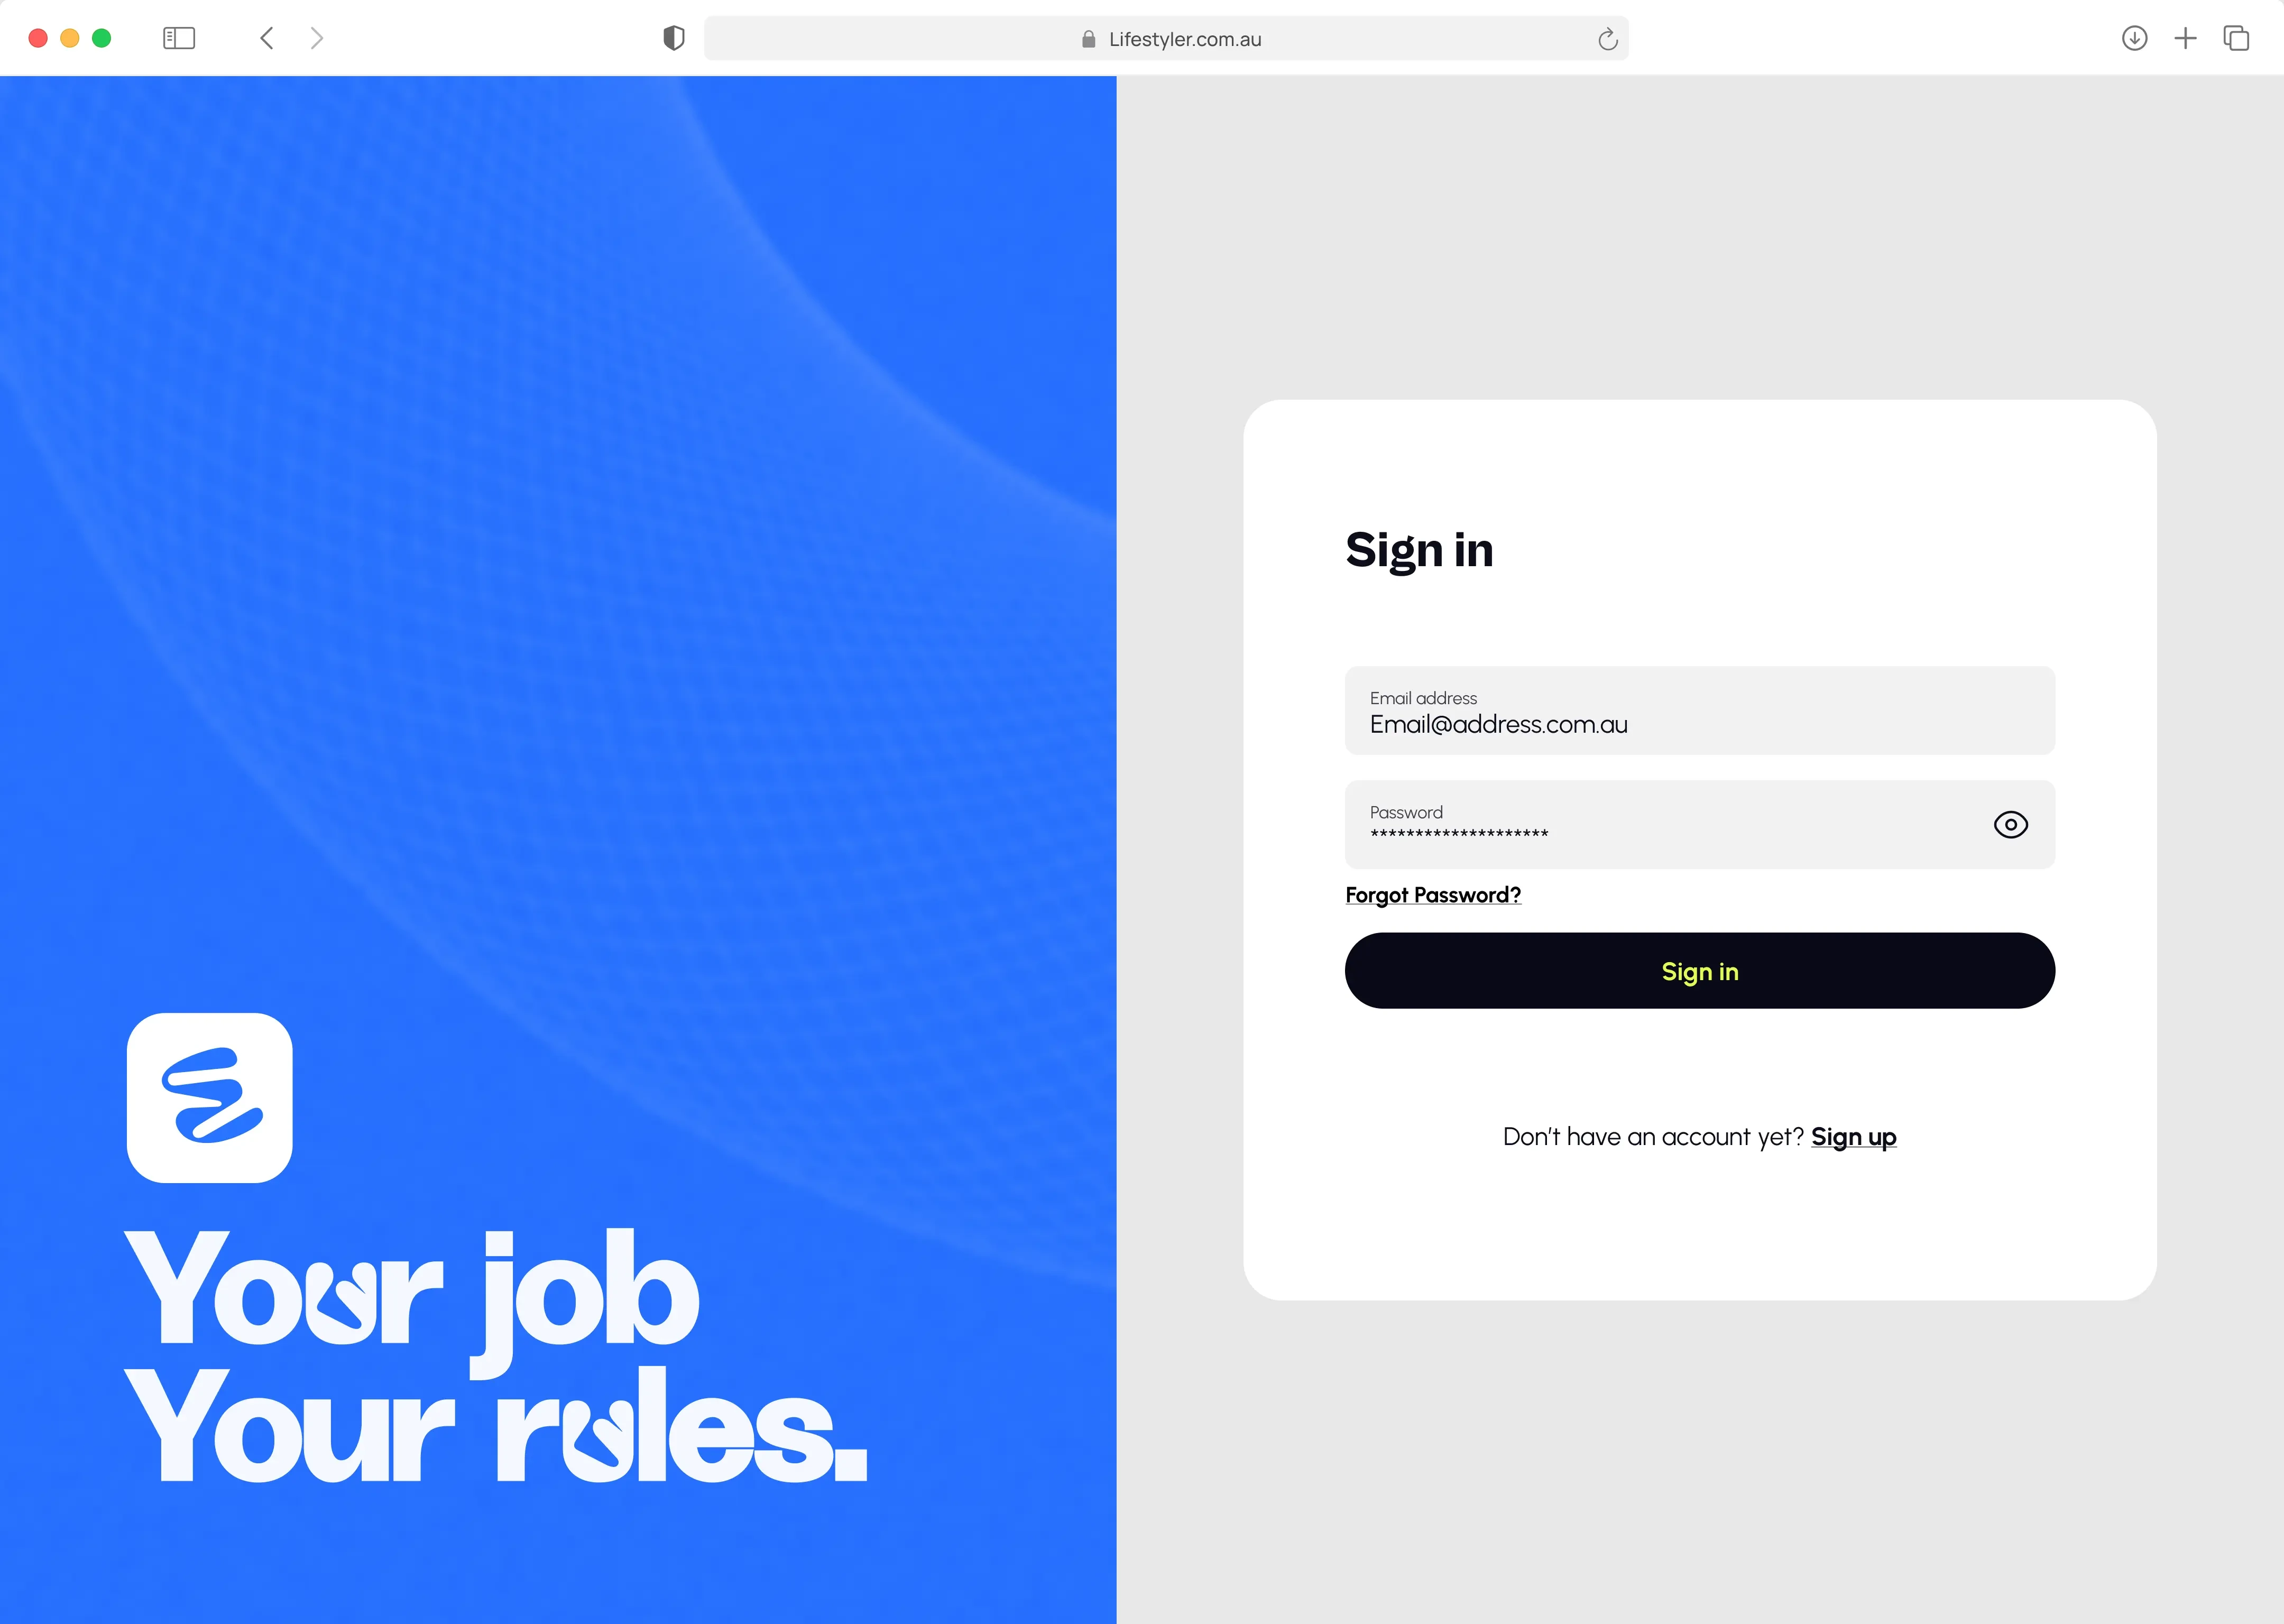 Lifestyler.com.au
Your job
Your rules.
Sign in
Email address
Email@address.com.au
Password
********************
Forgot Password?
Sign in
Don't have an account yet? Sign up